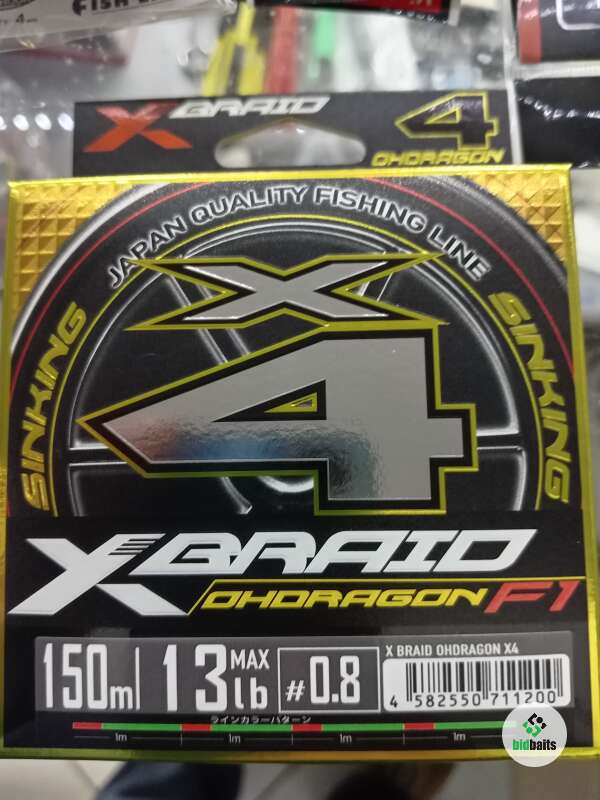 X BRAID
4
OHDRAGON
JAPAN QUALITY FISHING LINE
SINKING
SINKING
X
4
X BRAID
OHDRAGON F1
150m
13 MAX lb
#0.8
X BRAID OHDRAGON X4
4 582550 711200
ラインカラーパターン
1m 1m 1m 1m
bidbaits